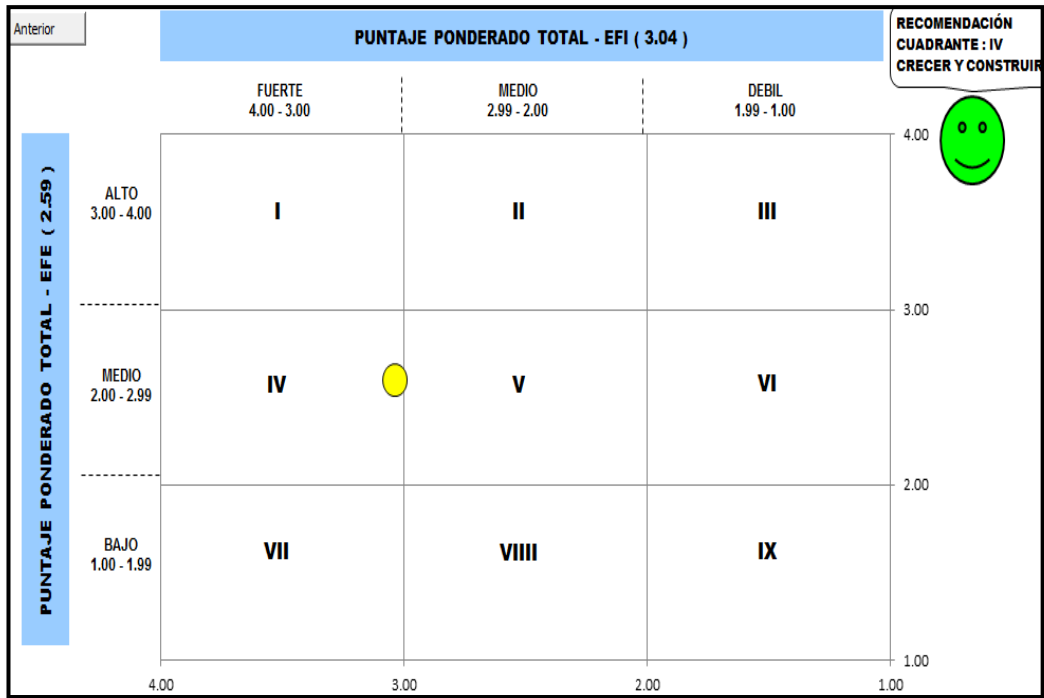 Anterior
PUNTAJE PONDERADO TOTAL - EFI ( 3.04 )
RECOMENDACIÓN
CUADRANTE : IV
CRECER Y CONSTRUIR
FUERTE
4.00 - 3.00
MEDIO
2.99 - 2.00
DEBIL
1.99 - 1.00
PUNTAJE PONDERADO TOTAL - EFE ( 2.59 )
4.00
ALTO
3.00 - 4.00
I
II
III
3.00
MEDIO
2.00 - 2.99
IV
V
VI
2.00
BAJO
1.00 - 1.99
VII
VIIII
IX
1.00
4.00
3.00
2.00
1.00